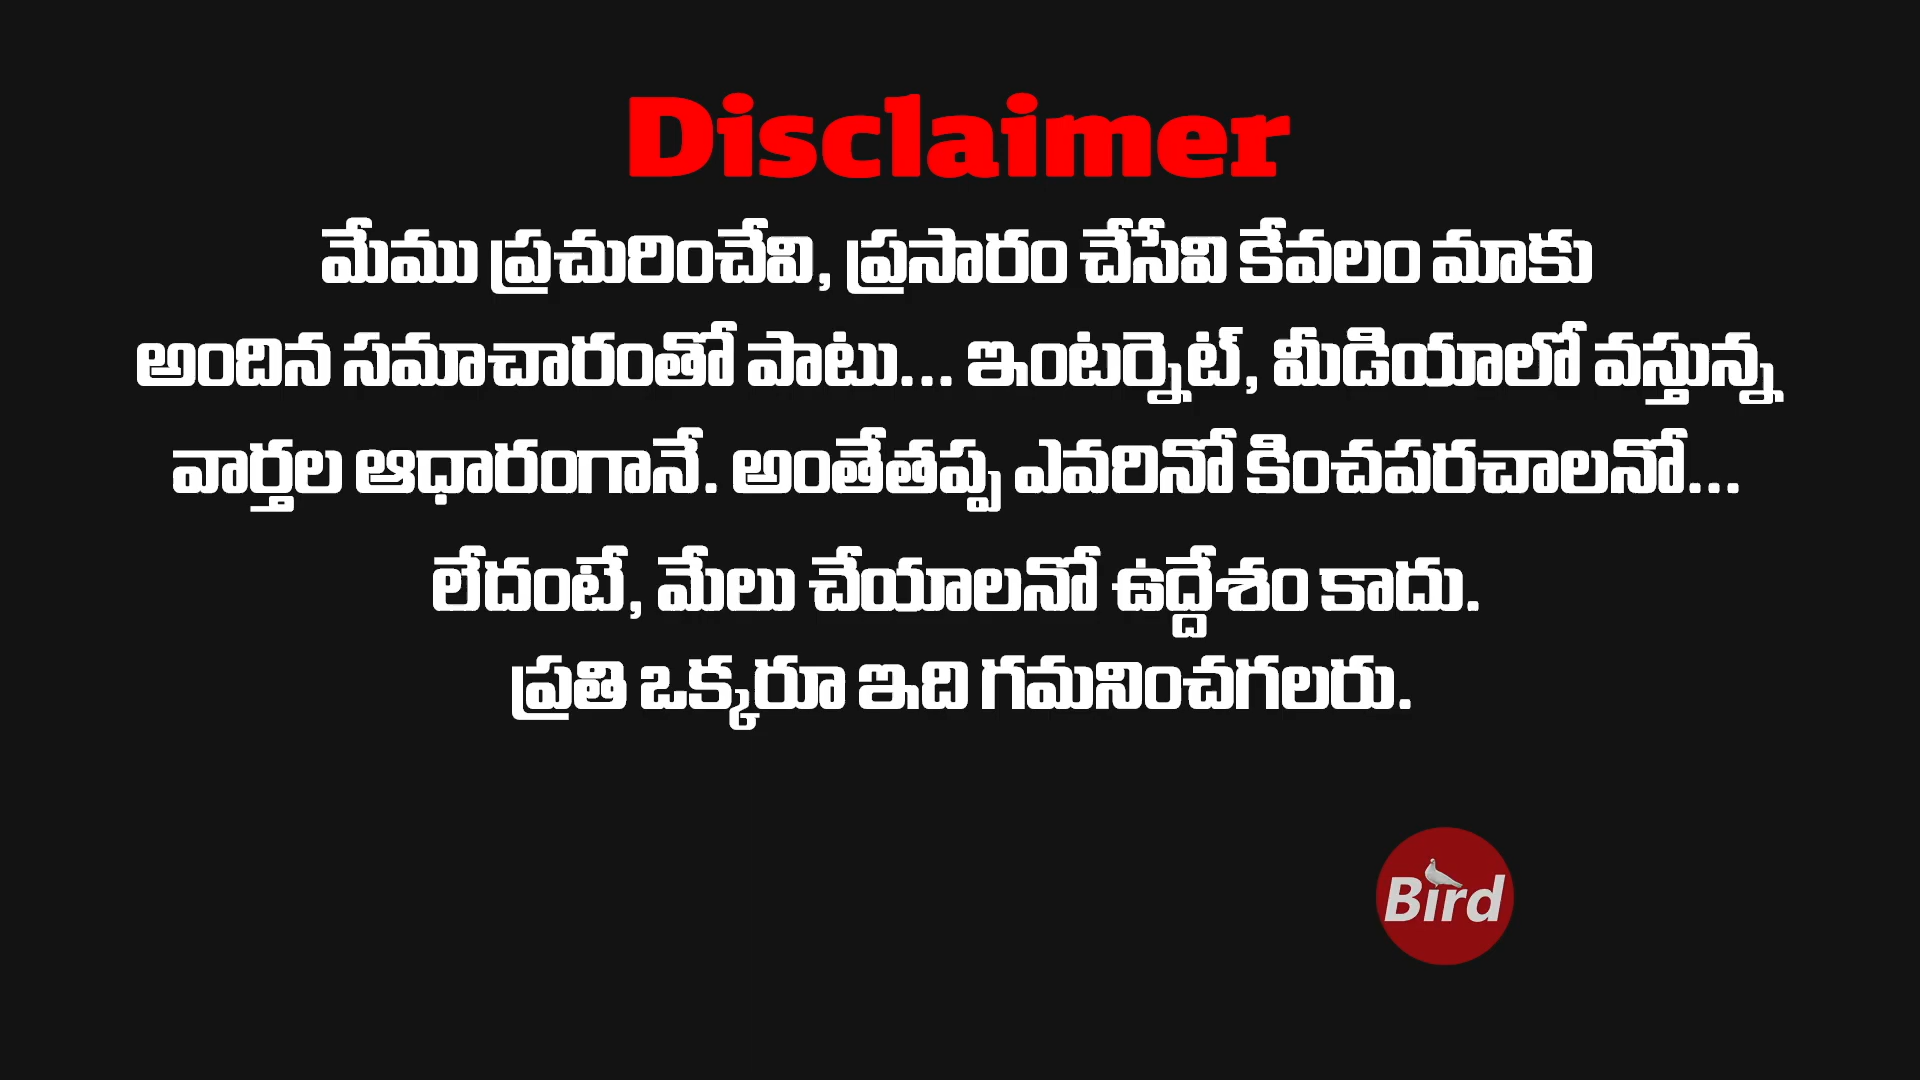 Disclaimer
మేము ప్రచురించేవి, ప్రసారం చేసేవి కేవలం మాకు
అందిన సమాచారంతో పాటు... ఇంటర్నెట్, మీడియాలో వస్తున్న
వార్తల ఆధారంగానే. అంతేతప్ప ఎవరినో కించపరచాలనో...
లేదంటే, మేలు చేయాలనో ఉద్దేశం కాదు.
ప్రతి ఒక్కరూ ఇది గమనించగలరు.
Bird